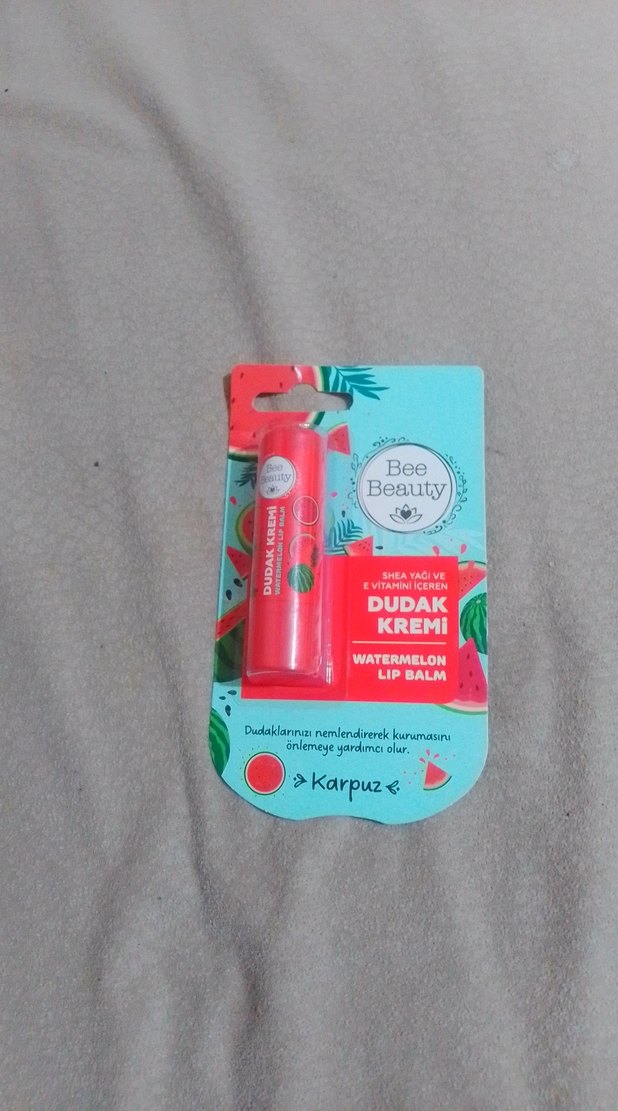 Bee
Beauty
DUDAK KREMİ
WATERMELON LIP BALM
Bee
Beauty
SHEA YAĞI VE
E VİTAMİNİ İÇEREN
DUDAK
KREMİ
WATERMELON
LIP BALM
Dudaklarınızı nemlendirerek kurumasını
önlemeye yardımcı olur.
Karpuz